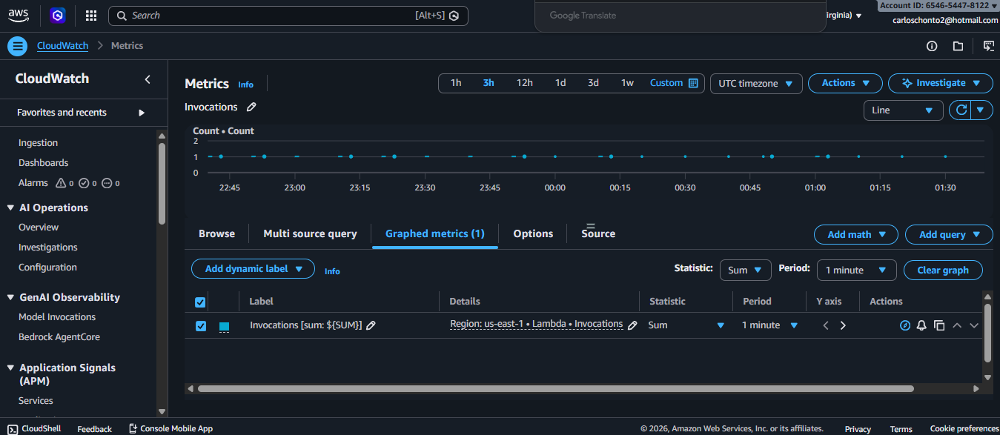 aws
Search [Alt+S]
Google Translate
irginia)
Account ID: 6546-5447-8122
carloschonto2@hotmail.com
CloudWatch > Metrics
CloudWatch
Favorites and recents
Ingestion
Dashboards
Alarms 0 0 0
AI Operations
Overview
Investigations
Configuration
GenAI Observability
Model Invocations
Bedrock AgentCore
Application Signals
(APM)
Services
Metrics Info
1h 3h 12h 1d 3d 1w Custom UTC timezone Actions Investigate
Invocations
Line
Count • Count
2
1
0
22:45 23:00 23:15 23:30 23:45 00:00 00:15 00:30 00:45 01:00 01:15 01:30
Browse Multi source query Graphed metrics (1) Options Source Add math Add query
Add dynamic label Info Statistic: Sum Period: 1 minute Clear graph
Label Details Statistic Period Y axis Actions
Invocations [sum: ${SUM}] Region: us-east-1 • Lambda • Invocations Sum 1 minute
CloudShell Feedback Console Mobile App © 2026, Amazon Web Services, Inc. or its affiliates. Privacy Terms Cookie preferences